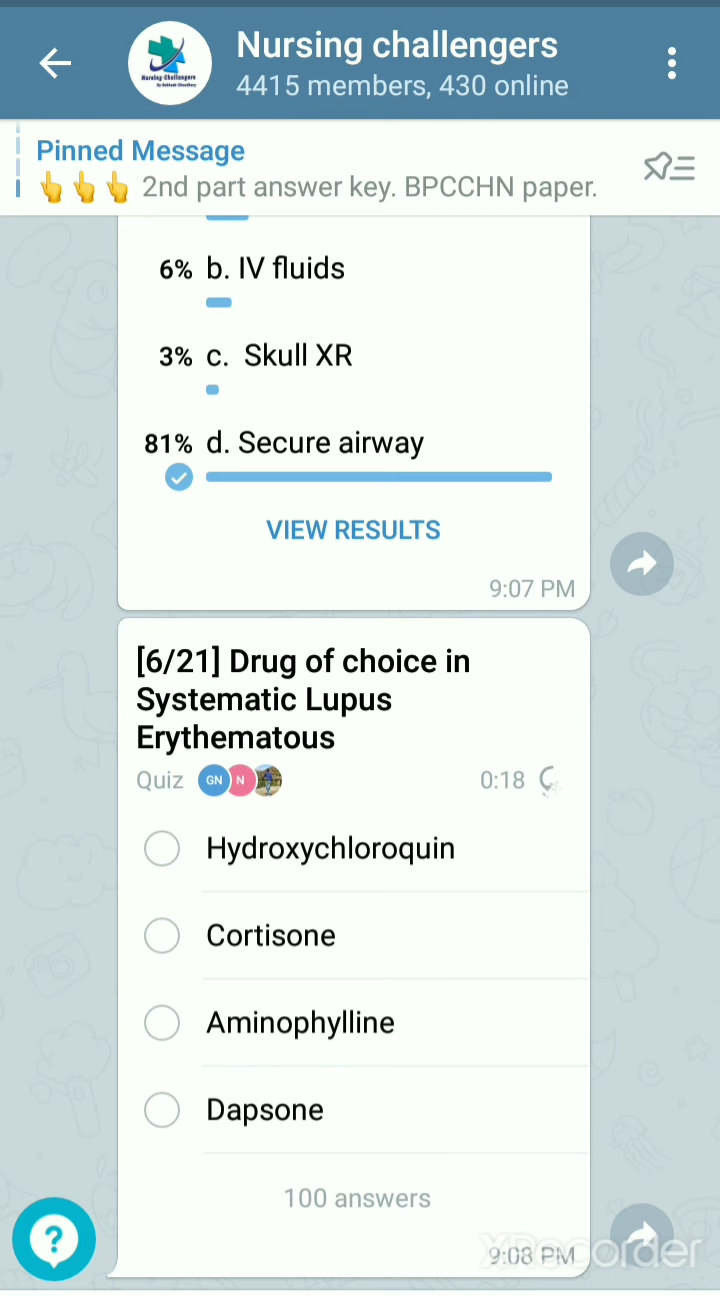 Nursing challengers
4415 members, 430 online
Pinned Message
👆👆👆 2nd part answer key. BPCCHN paper.
6% b. IV fluids
3% c. Skull XR
81% d. Secure airway
VIEW RESULTS
9:07 PM
[6/21] Drug of choice in
Systematic Lupus
Erythematous
Quiz GN N 0:18
Hydroxychloroquin
Cortisone
Aminophylline
Dapsone
100 answers
9:08 PM
XRecorder